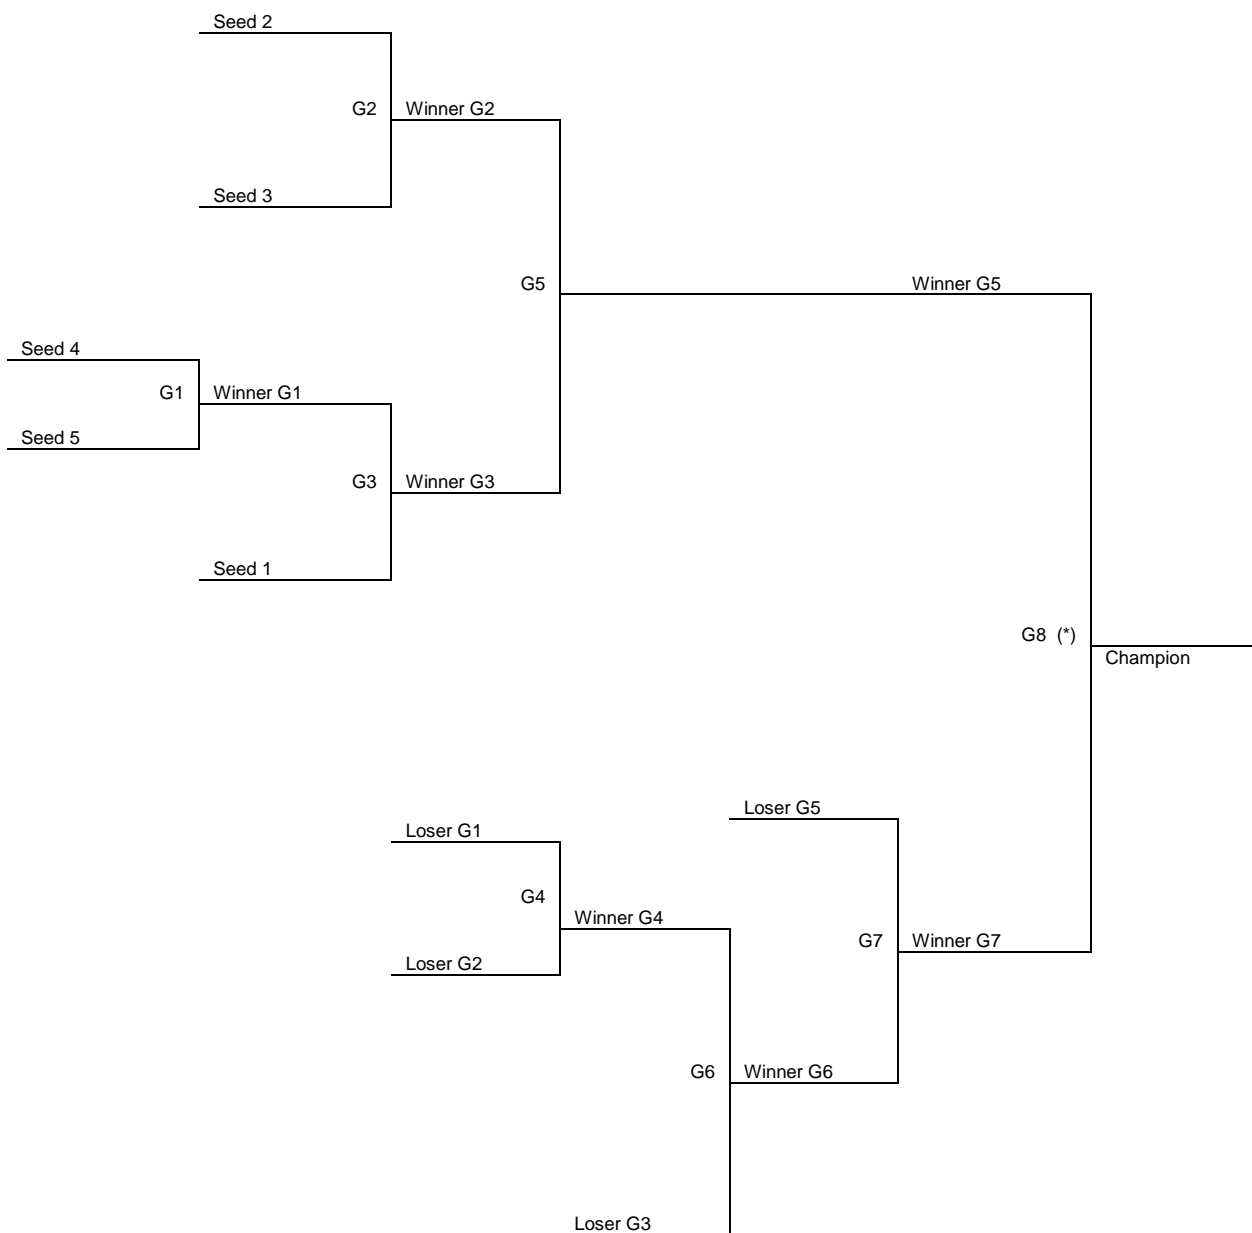 Seed 2
G2
Winner G2
Seed 3
G5
Winner G5
Seed 4
G1
Winner G1
Seed 5
G3
Winner G3
Seed 1
G8 (*)
Champion
Loser G5
Loser G1
G4
Winner G4
G7
Winner G7
Loser G2
G6
Winner G6
Loser G3